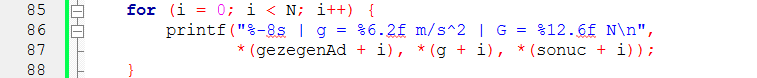 85 for (i = 0; i < N; i++) {
86 printf("%-8s | g = %6.2f m/s^2 | G = %12.6f N\n",
87 *(gezegenAd + i), *(g + i), *(sonuc + i));
88 }